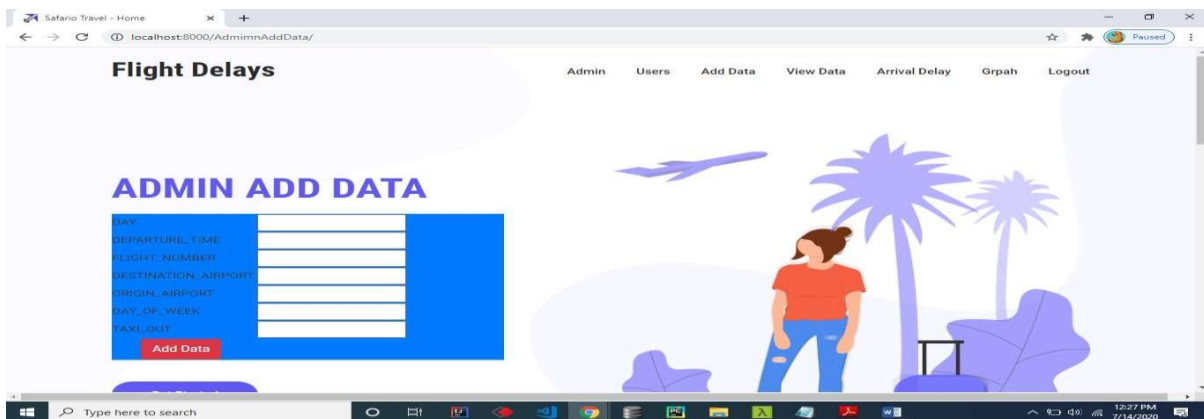 Safario Travel - Home
localhost:8000/AdmimnAddData/
Paused
Flight Delays
Admin Users Add Data View Data Arrival Delay Grpah Logout
ADMIN ADD DATA
DAY
DEPARTURE_TIME
FLIGHT_NUMBER
DESTINATION_AIRPORT
ORIGIN_AIRPORT
DAY_OF_WEEK
TAXI_OUT
Add Data
Type here to search
12:27 PM
7/14/2020